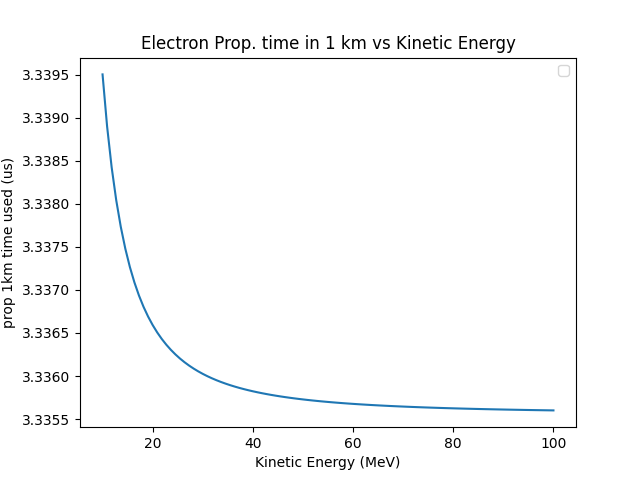 Electron Prop. time in 1 km vs Kinetic Energy
prop 1km time used (us)
3.3395
3.3390
3.3385
3.3380
3.3375
3.3370
3.3365
3.3360
3.3355
20 40 60 80 100
Kinetic Energy (MeV)